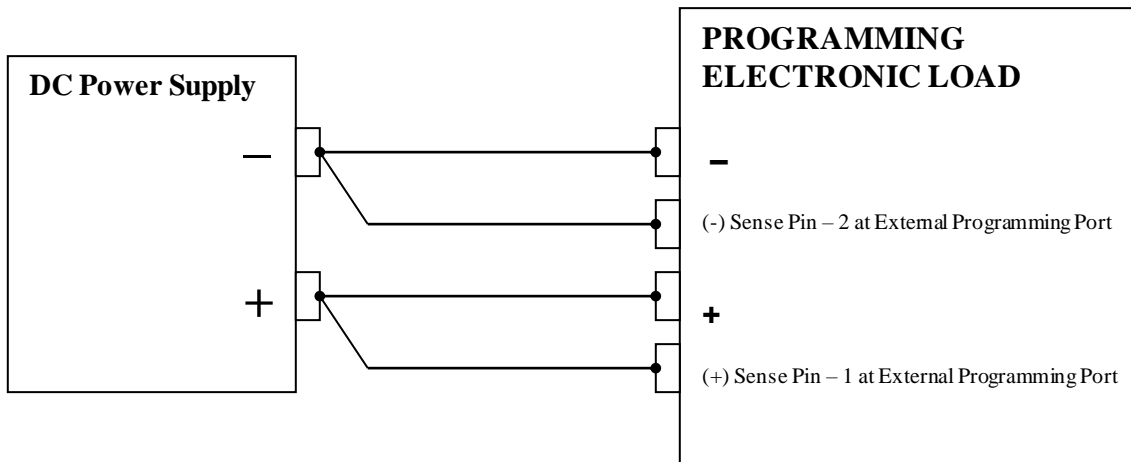 DC Power Supply
−
+
PROGRAMMING
ELECTRONIC LOAD
-
(-) Sense Pin – 2 at External Programming Port
+
(+) Sense Pin – 1 at External Programming Port